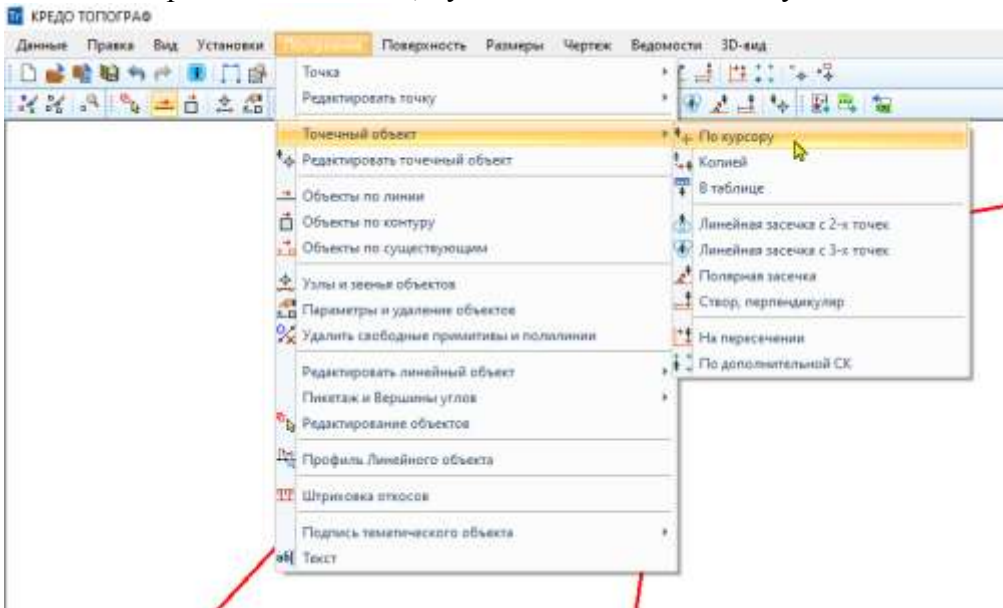 КРЕДО ТОПОГРАФ
Данные Правка Вид Установки Построения Поверхность Размеры Чертеж Ведомости 3D-вид
Точка
Редактировать точку
Точечный объект
По курсору
Редактировать точечный объект
Копией
В таблице
Объекты по линии
Объекты по контуру
Линейная засечка с 2-х точек
Объекты по существующим
Линейная засечка с 3-х точек
Полярная засечка
Узлы и звенья объектов
Створ, перпендикуляр
Параметры и удаление объектов
Удалить свободные примитивы и полилинии
На пересечении
По дополнительной СК
Редактировать линейный объект
Пикетаж и Вершины углов
Редактирование объектов
Профиль Линейного объекта
Штриховка откосов
Подпись тематического объекта
Текст